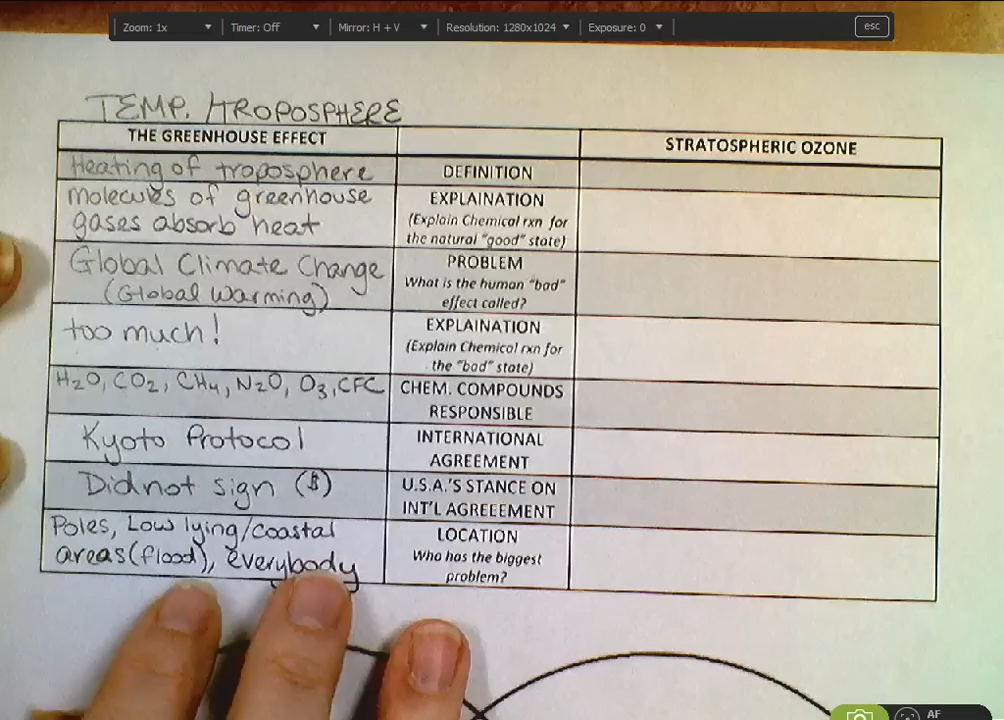 Zoom: 1x Timer: Off Mirror: H + V Resolution: 1280x1024 Exposure: 0 esc
TEMP. /TROPOSPHERE
THE GREENHOUSE EFFECT STRATOSPHERIC OZONE
Heating of troposphere DEFINITION
molecules of greenhouse
gases absorb heat
EXPLAINATION
(Explain Chemical rxn for
the natural "good" state)
Global Climate Change
(Global Warming)
PROBLEM
What is the human "bad"
effect called?
too much!
EXPLAINATION
(Explain Chemical rxn for
the "bad" state)
H2O, CO2, CH4, N2O, O3, CFC
CHEM. COMPOUNDS
RESPONSIBLE
Kyoto Protocol
INTERNATIONAL
AGREEMENT
Did not sign ($)
U.S.A.'S STANCE ON
INT'L AGREEEMENT
Poles, Low lying/coastal
areas(flood), everybody
LOCATION
Who has the biggest
problem?
AF